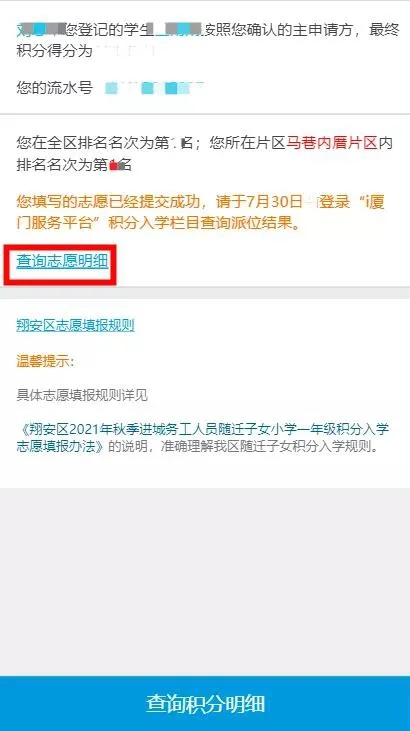 您登记的学生 按照您确认的主申请方，最终
积分得分为
您的流水号
您在全区排名名次为第 名；您所在片区马巷内厝片区内
排名名次为第 名
您填写的志愿已经提交成功，请于7月30日 登录“i厦
门服务平台”积分入学栏目查询派位结果。
查询志愿明细
翔安区志愿填报规则
温馨提示：
具体志愿填报规则详见
《翔安区2021年秋季进城务工人员随迁子女小学一年级积分入学
志愿填报办法》的说明，准确理解我区随迁子女积分入学规则。
查询积分明细